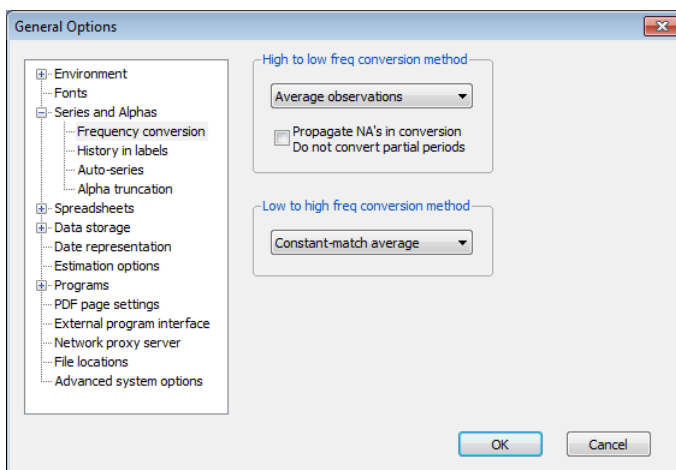 General Options
Environment
Fonts
Series and Alphas
Frequency conversion
History in labels
Auto-series
Alpha truncation
Spreadsheets
Data storage
Date representation
Estimation options
Programs
PDF page settings
External program interface
Network proxy server
File locations
Advanced system options
High to low freq conversion method
Average observations
Propagate NA's in conversion
Do not convert partial periods
Low to high freq conversion method
Constant-match average
OK
Cancel